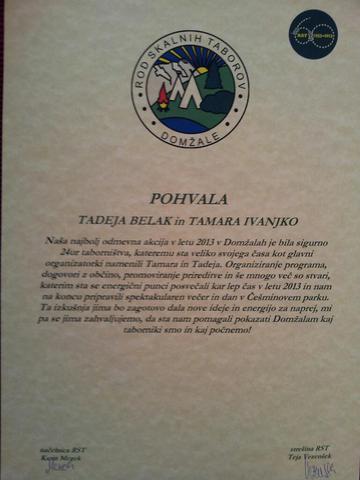 ROD SKALNIH TABOROV
DOMŽALE
POHVALA
TADEJA BELAK in TAMARA IVANJKO
Naša najbolj odmevna akcija v letu 2013 v Domžalah je bila sigurno
24ur taborništva, kateremu sta veliko svojega časa kot glavni
organizatorki namenili Tamara in Tadeja. Organiziranje programa,
dogovori z občino, promoviranje prireditve in še mnogo več so stvari,
katerim sta se energični punci posvečali kar lep čas v letu 2013 in nam
na koncu pripravili spektakularen večer in dan v Češminovem parku.
Ta izkušnja jima bo zagotovo dala nove ideje in energijo za naprej, mi
pa se jima zahvaljujemo, da sta nam pomagali pokazati Domžalam kaj
taborniki smo in kaj počnemo!
načelnica RST
starešina RST